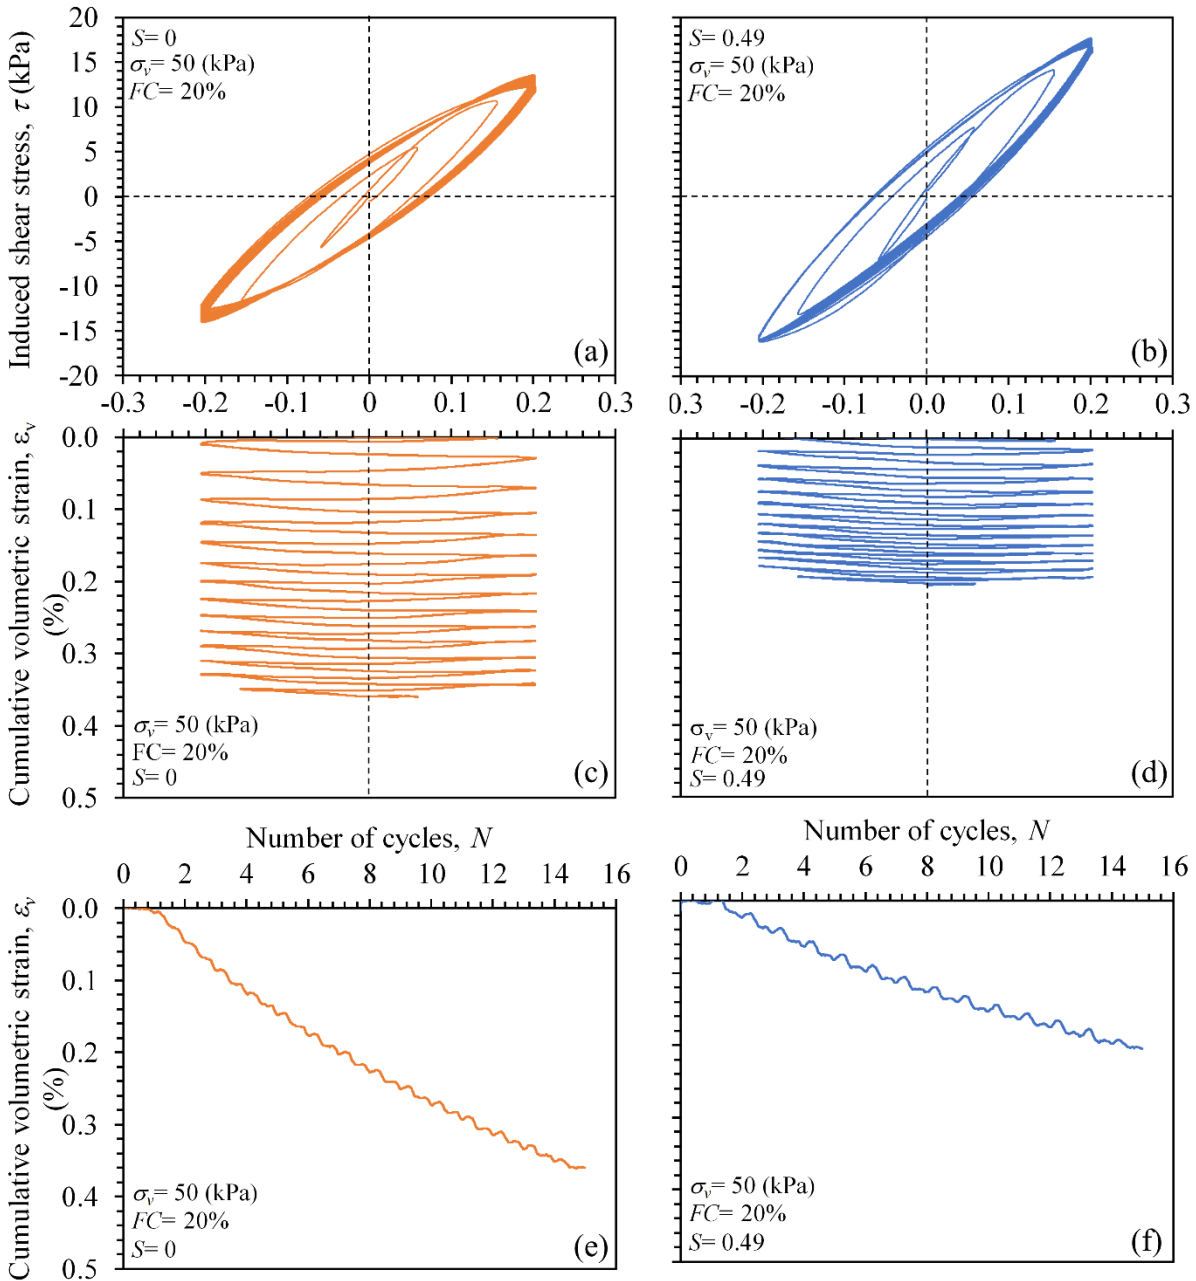 Induced shear stress, τ (kPa)
20
15
10
5
0
-5
-10
-15
-20
S= 0
σv= 50 (kPa)
FC= 20%
(a)
-0.3
-0.2
-0.1
0
0.1
0.2
0.3
S= 0.49
σv= 50 (kPa)
FC= 20%
(b)
0.3
-0.2
-0.1
0.0
0.1
0.2
0.3
Cumulative volumetric strain, εv
(%)
0.0
0.1
0.2
0.3
0.4
0.5
σv= 50 (kPa)
FC= 20%
S= 0
(c)
σv= 50 (kPa)
FC= 20%
S= 0.49
(d)
Number of cycles, N
0 2 4 6 8 10 12 14 16
Cumulative volumetric strain, εv
(%)
0.0
0.1
0.2
0.3
0.4
0.5
σv= 50 (kPa)
FC= 20%
S= 0
(e)
Number of cycles, N
0 2 4 6 8 10 12 14 16
σv= 50 (kPa)
FC= 20%
S= 0.49
(f)